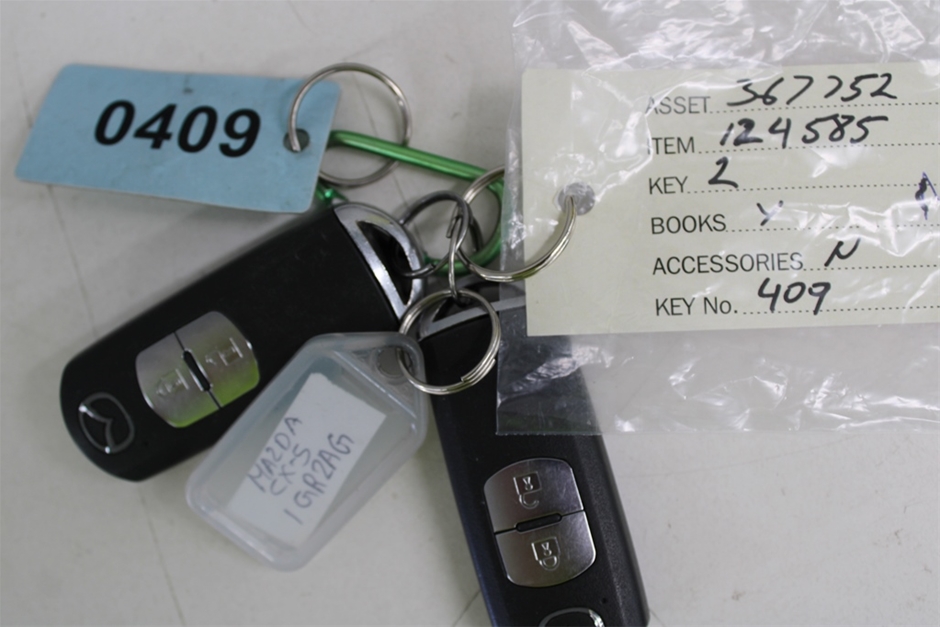 0409
ASSET 367752
ITEM 124585
KEY 2
BOOKS Y
ACCESSORIES N
KEY No. 409
MAZDA
CX-5
1GR2AG